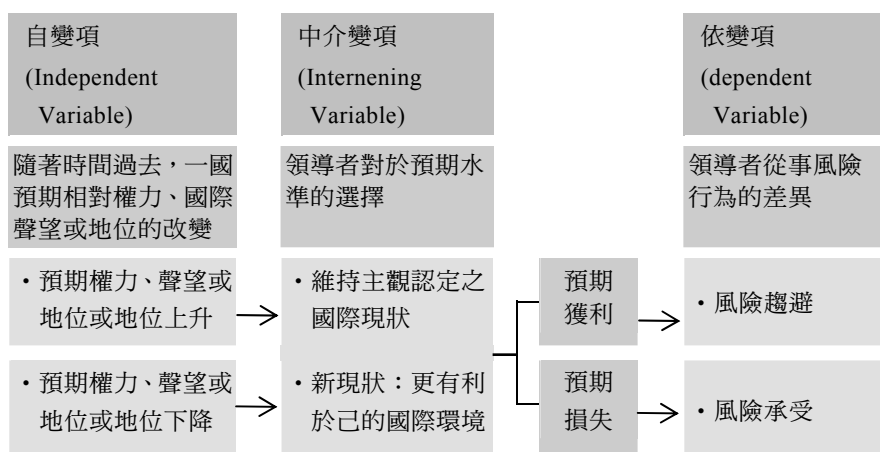 自變項
(Independent
Variable)
中介變項
(Internening
Variable)
依變項
(dependent
Variable)
隨著時間過去，一國
預期相對權力、國際
聲望或地位的改變
領導者對於預期水
準的選擇
領導者從事風險
行為的差異
・預期權力、聲望或
地位或地位上升
・維持主觀認定之
國際現狀
預期
獲利
・風險趨避
・預期權力、聲望或
地位或地位下降
・新現狀：更有利
於己的國際環境
預期
損失
・風險承受